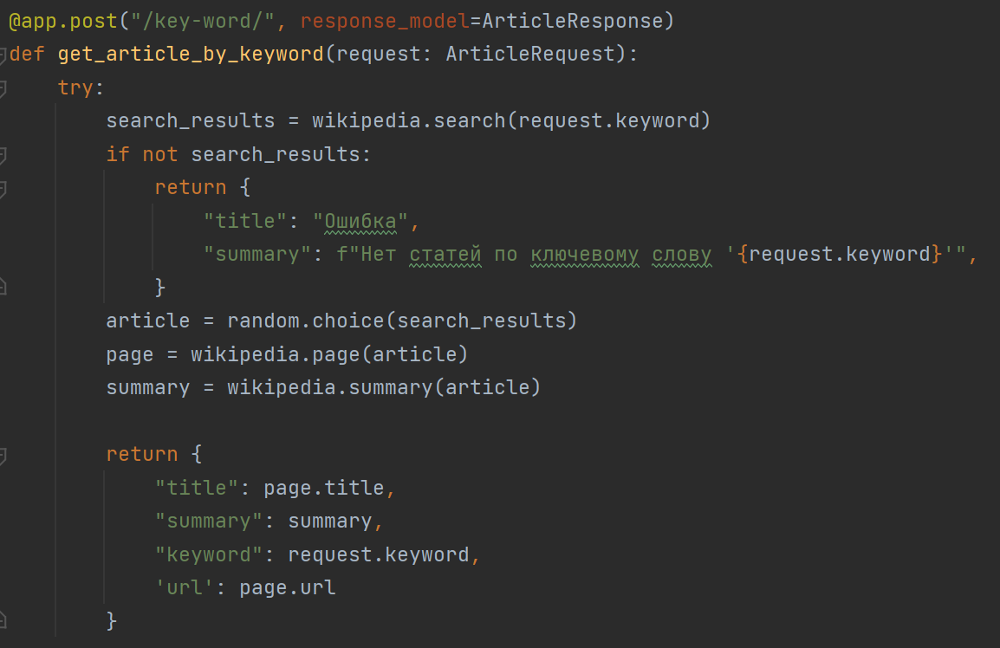 @app.post("/key-word/", response_model=ArticleResponse)
def get_article_by_keyword(request: ArticleRequest):
    try:
        search_results = wikipedia.search(request.keyword)
        if not search_results:
            return {
                "title": "Ошибка",
                "summary": f"Нет статей по ключевому слову '{request.keyword}'",
            }
        article = random.choice(search_results)
        page = wikipedia.page(article)
        summary = wikipedia.summary(article)

        return {
            "title": page.title,
            "summary": summary,
            "keyword": request.keyword,
            'url': page.url
        }